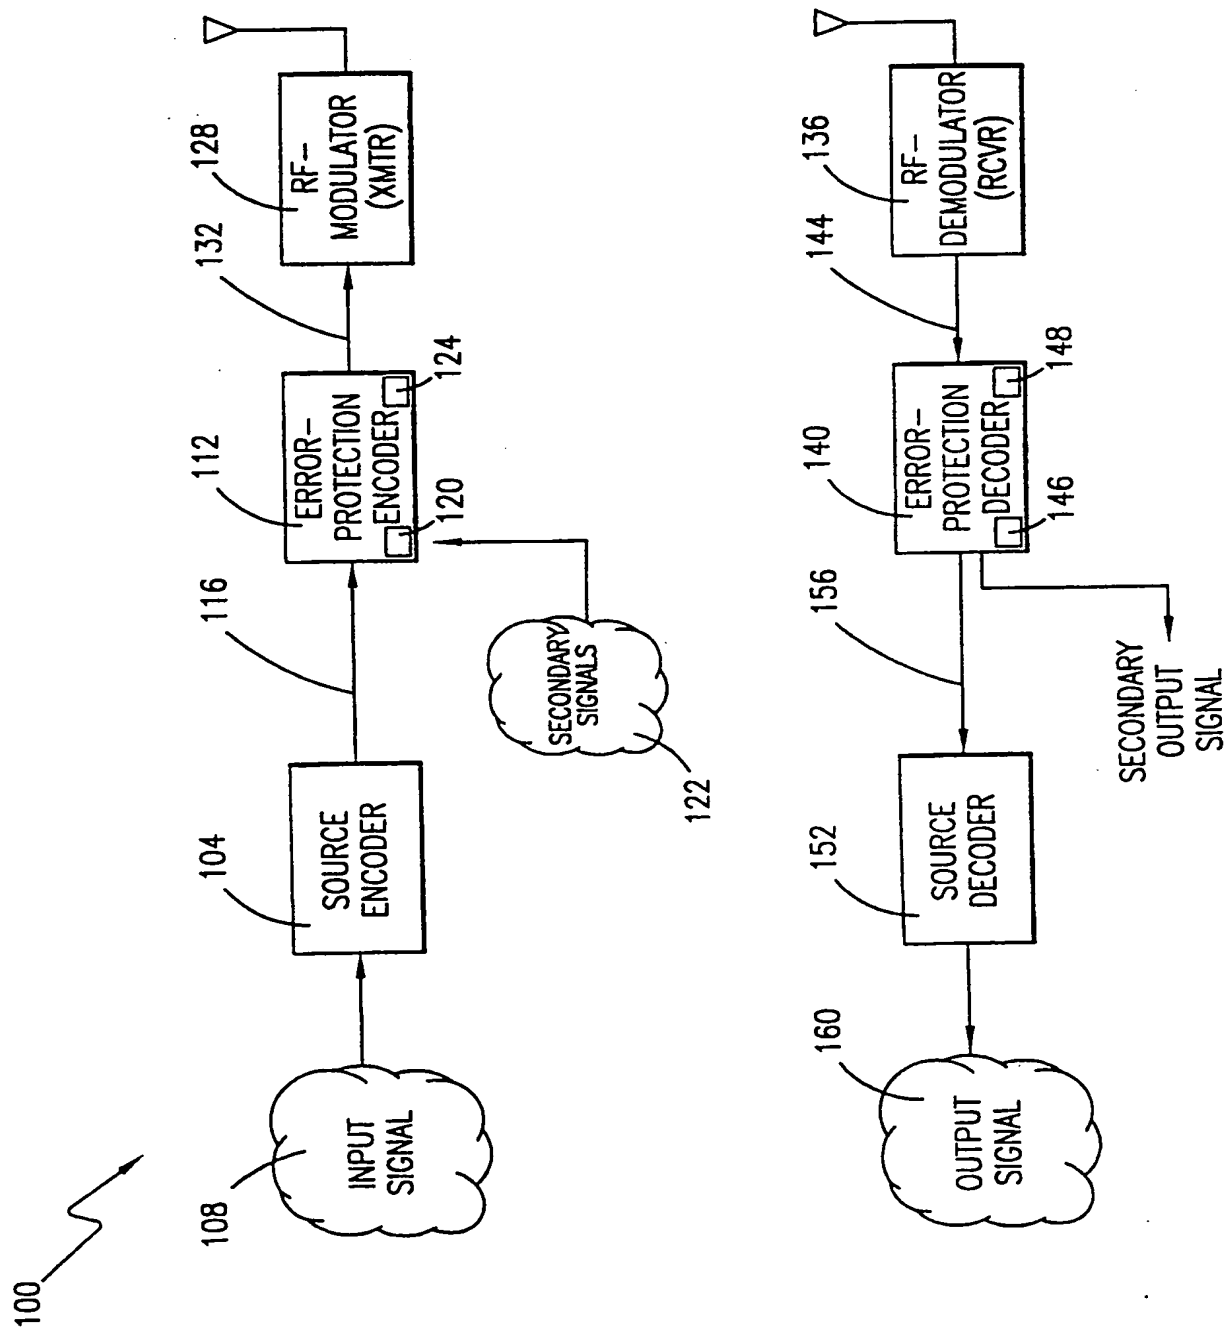 100
108
INPUT
SIGNAL
104
SOURCE
ENCODER
116
112
ERROR-
PROTECTION
ENCODER
120
124
132
128
RF-
MODULATOR
(XMTR)
SECONDARY
SIGNALS
122
136
RF-
DEMODULATOR
(RCVR)
144
140
ERROR-
PROTECTION
DECODER
146
148
156
SECONDARY
OUTPUT
SIGNAL
152
SOURCE
DECODER
160
OUTPUT
SIGNAL